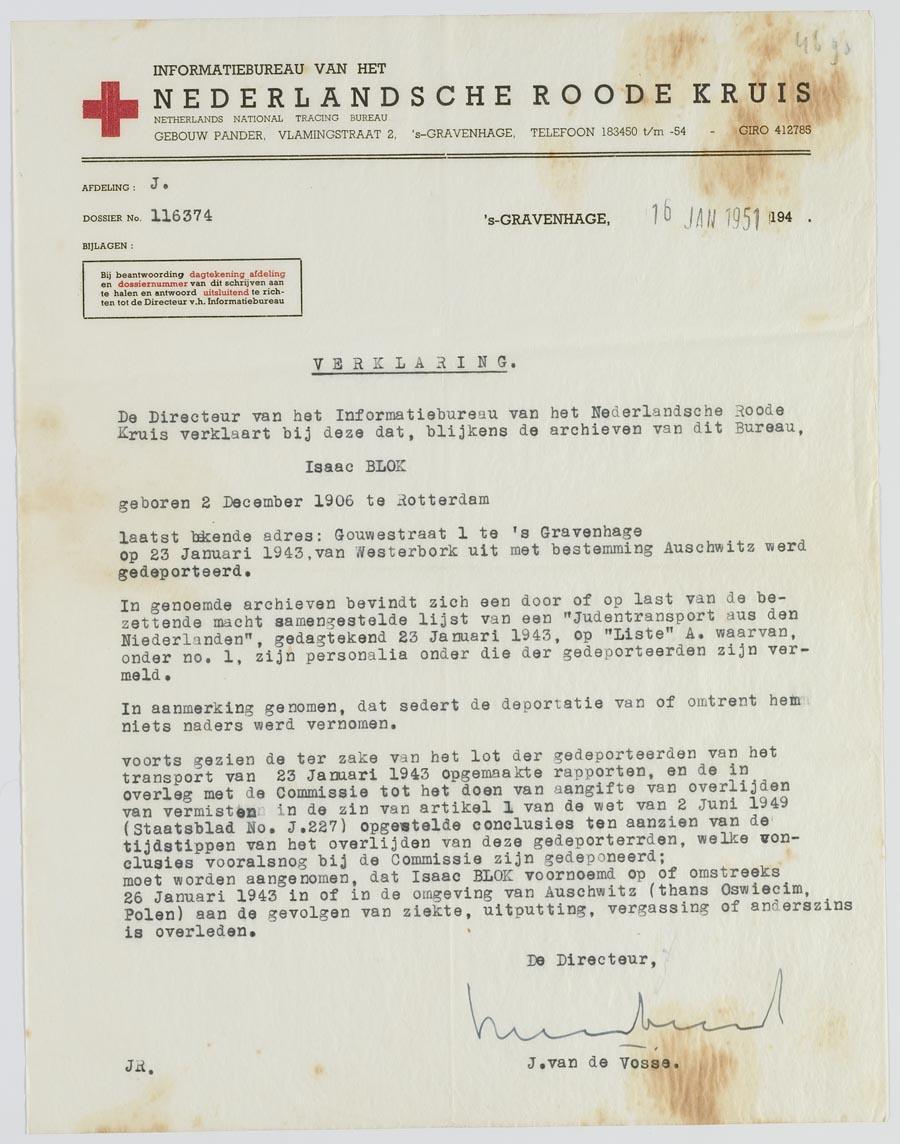 46 90
INFORMATIEBUREAU VAN HET
NEDERLANDSCHE ROODE KRUIS
NETHERLANDS NATIONAL TRACING BUREAU
GEBOUW PANDER, VLAMINGSTRAAT 2, 's-GRAVENHAGE, TELEFOON 183450 t/m -54 - GIRO 412785
AFDELING : J.
DOSSIER No. 116374
's-GRAVENHAGE, 16 JAN 1951 194 .
BIJLAGEN :
Bij beantwoording dagtekening afdeling
en dossiernummer van dit schrijven aan
te halen en antwoord uitsluitend te rich-
ten tot de Directeur v.h. Informatiebureau
VERKLARING.
De Directeur van het Informatiebureau van het Nederlandsche Roode
Kruis verklaart bij deze dat, blijkens de archieven van dit Bureau,
Isaac BLOK
geboren 2 December 1906 te Rotterdam
laatst bkende adres: Gouwestraat 1 te 's Gravenhage
op 23 Januari 1943,van Westerbork uit met bestemming Auschwitz werd
gedeporteerd.
In genoemde archieven bevindt zich een door of op last van de be-
zettende macht samengestelde lijst van een "Judentransport aus den
Niederlanden", gedagtekend 23 Januari 1943, op "Liste" A. waarvan,
onder no. 1, zijn personalia onder die der gedeporteerden zijn ver-
meld.
In aanmerking genomen, dat sedert de deportatie van of omtrent hem
niets naders werd vernomen.
voorts gezien de ter zake van het lot der gedeporteerden van het
transport van 23 Januari 1943 opgemaakte rapporten, en de in
overleg met de Commissie tot het doen van aangifte van overlijden
van vermisten in de zin van artikel 1 van de wet van 2 Juni 1949
(Staatsblad No. J.227) opgestelde conclusies ten aanzien van de
tijdstippen van het overlijden van deze gedeporterrden, welke von-
clusies vooralsnog bij de Commissie zijn gedeponeerd;
moet worden aangenomen, dat Isaac BLOK voornoemd op of omstreeks
26 Januari 1943 in of in de omgeving van Auschwitz (thans Oswiecim,
Polen) aan de gevolgen van ziekte, uitputting, vergassing of anderszins
is overleden.
De Directeur,
J.van de Vosse.
JR.